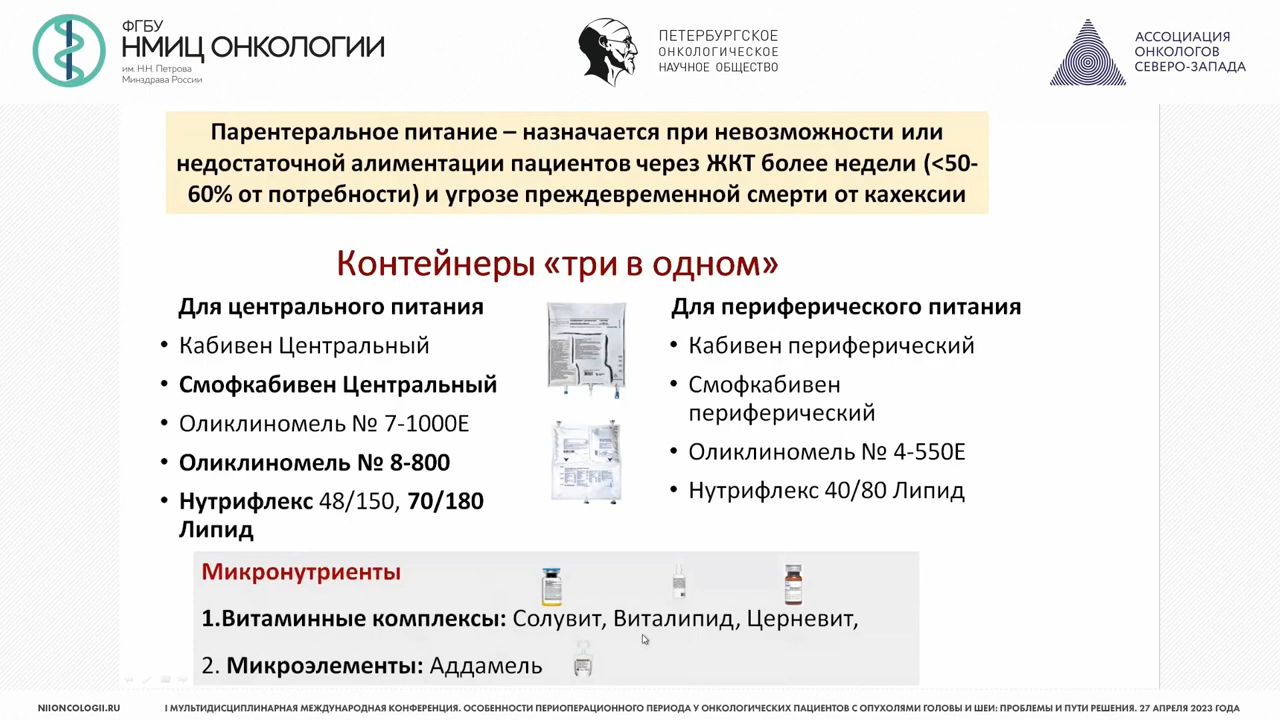 ФГБУ
НМИЦ ОНКОЛОГИИ
им. Н.Н. Петрова
Минздрава России
ПЕТЕРБУРГСКОЕ
ОНКОЛОГИЧЕСКОЕ
НАУЧНОЕ ОБЩЕСТВО
АССОЦИАЦИЯ
ОНКОЛОГОВ
СЕВЕРО-ЗАПАДА
Парентеральное питание – назначается при невозможности или
недостаточной алиментации пациентов через ЖКТ более недели (<50-
60% от потребности) и угрозе преждевременной смерти от кахексии
Контейнеры «три в одном»
Для центрального питания
• Кабивен Центральный
• Смофкабивен Центральный
• Оликлиномель № 7-1000Е
• Оликлиномель № 8-800
• Нутрифлекс 48/150, 70/180
Липид
Для периферического питания
• Кабивен периферический
• Смофкабивен
периферический
• Оликлиномель № 4-550Е
• Нутрифлекс 40/80 Липид
Микронутриенты
1.Витаминные комплексы: Солувит, Виталипид, Церневит,
2. Микроэлементы: Аддамель
NIIONCOLOGII.RU
I МУЛЬТИДИСЦИПЛИНАРНАЯ МЕЖДУНАРОДНАЯ КОНФЕРЕНЦИЯ. ОСОБЕННОСТИ ПЕРИОПЕРАЦИОННОГО ПЕРИОДА У ОНКОЛОГИЧЕСКИХ ПАЦИЕНТОВ С ОПУХОЛЯМИ ГОЛОВЫ И ШЕИ: ПРОБЛЕМЫ И ПУТИ РЕШЕНИЯ. 27 АПРЕЛЯ 2023 ГОДА